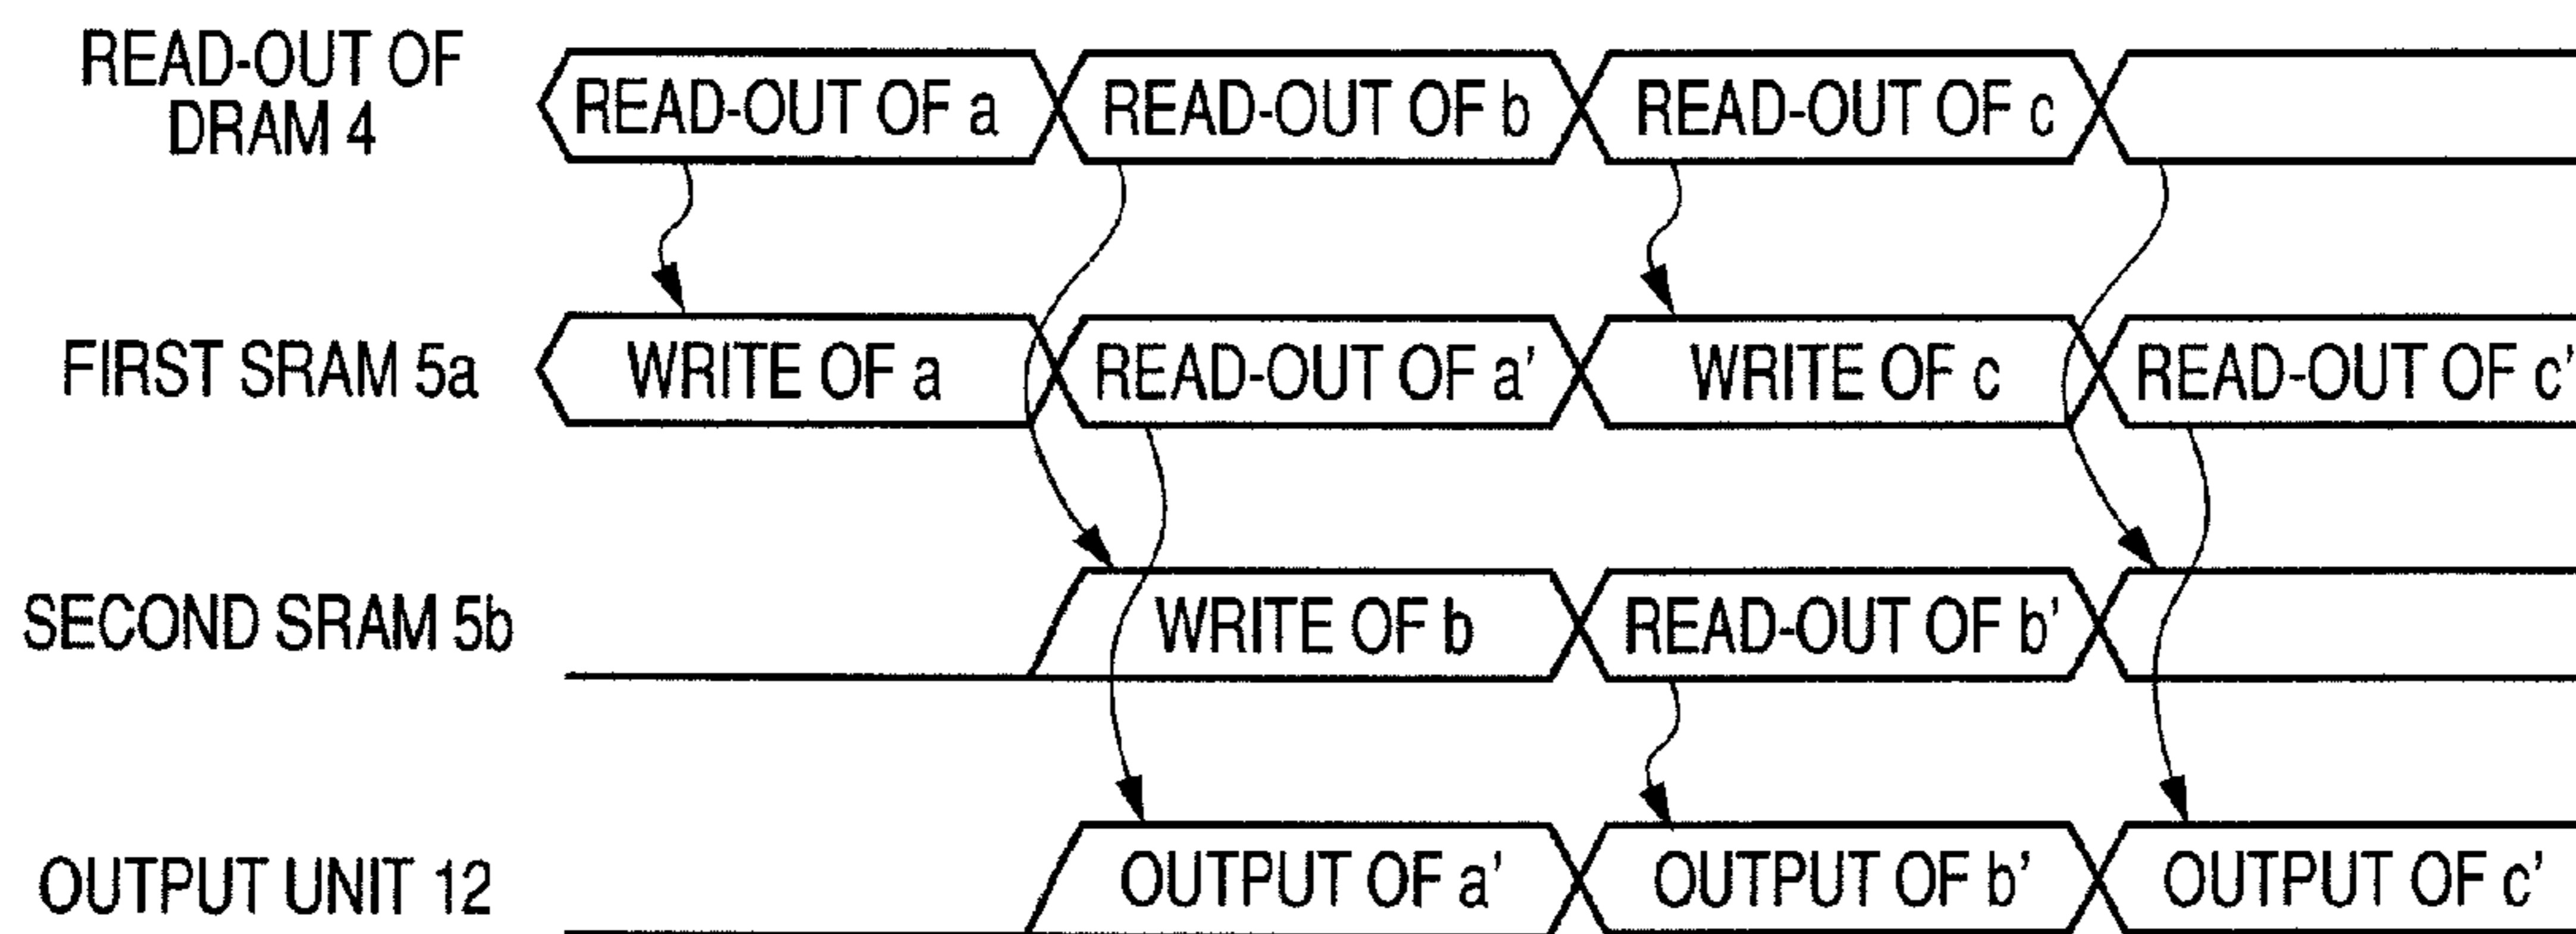 READ-OUT OF
DRAM 4
READ-OUT OF a
READ-OUT OF b
READ-OUT OF c
FIRST SRAM 5a
WRITE OF a
READ-OUT OF a'
WRITE OF c
READ-OUT OF c'
SECOND SRAM 5b
WRITE OF b
READ-OUT OF b'
OUTPUT UNIT 12
OUTPUT OF a'
OUTPUT OF b'
OUTPUT OF c'